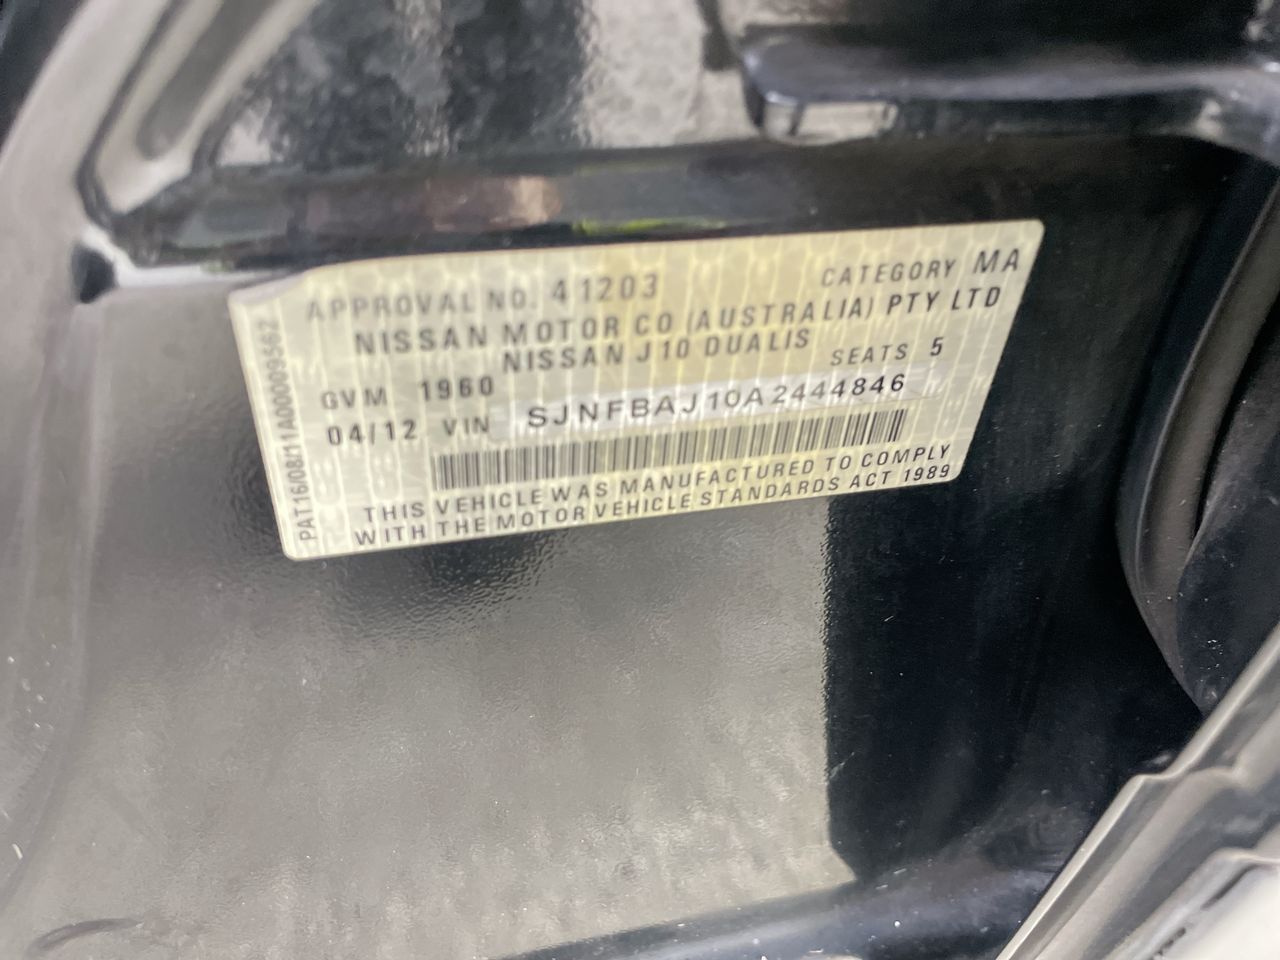 APPROVAL NO. 41203 CATEGORY MA
NISSAN MOTOR CO (AUSTRALIA) PTY LTD
NISSAN J10 DUALIS
GVM 1960 SEATS 5
04/12 VIN SJNFBAJ10A2444846
THIS VEHICLE WAS MANUFACTURED TO COMPLY
WITH THE MOTOR VEHICLE STANDARDS ACT 1989
PAT16/08/11A000009562